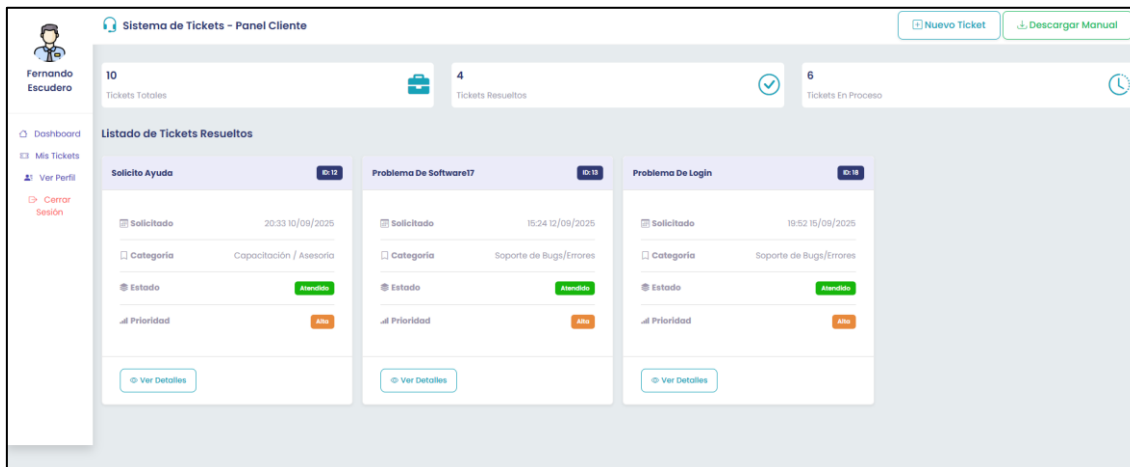 Sistema de Tickets - Panel Cliente
Nuevo Ticket
Descargar Manual
Fernando
Escudero
Dashboard
Mis Tickets
Ver Perfil
Cerrar
Sesión
10
Tickets Totales
4
Tickets Resueltos
6
Tickets En Proceso
Listado de Tickets Resueltos
Solicito Ayuda
ID: 12
Solicitado
20:33 10/09/2025
Categoría
Capacitación / Asesoría
Estado
Atendido
Prioridad
Alta
Ver Detalles
Problema De Software17
ID: 13
Solicitado
15:24 12/09/2025
Categoría
Soporte de Bugs/Errores
Estado
Atendido
Prioridad
Alta
Ver Detalles
Problema De Login
ID: 18
Solicitado
19:52 15/09/2025
Categoría
Soporte de Bugs/Errores
Estado
Atendido
Prioridad
Alta
Ver Detalles